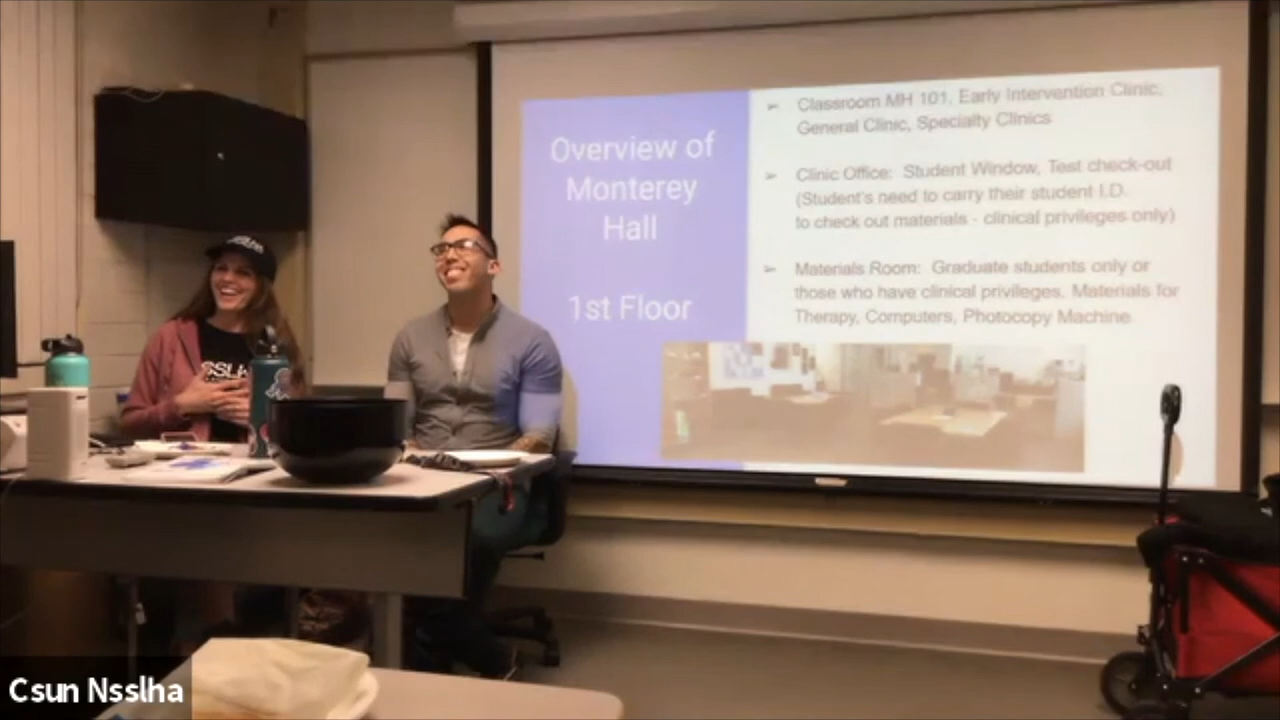 Overview of
Monterey
Hall
1st Floor
➢ Classroom MH 101, Early Intervention Clinic,
General Clinic, Specialty Clinics
➢ Clinic Office: Student Window, Test check-out
(Student's need to carry their student I.D.
to check out materials - clinical privileges only)
➢ Materials Room: Graduate students only or
those who have clinical privileges. Materials for
Therapy, Computers, Photocopy Machine
Csun Nsslha